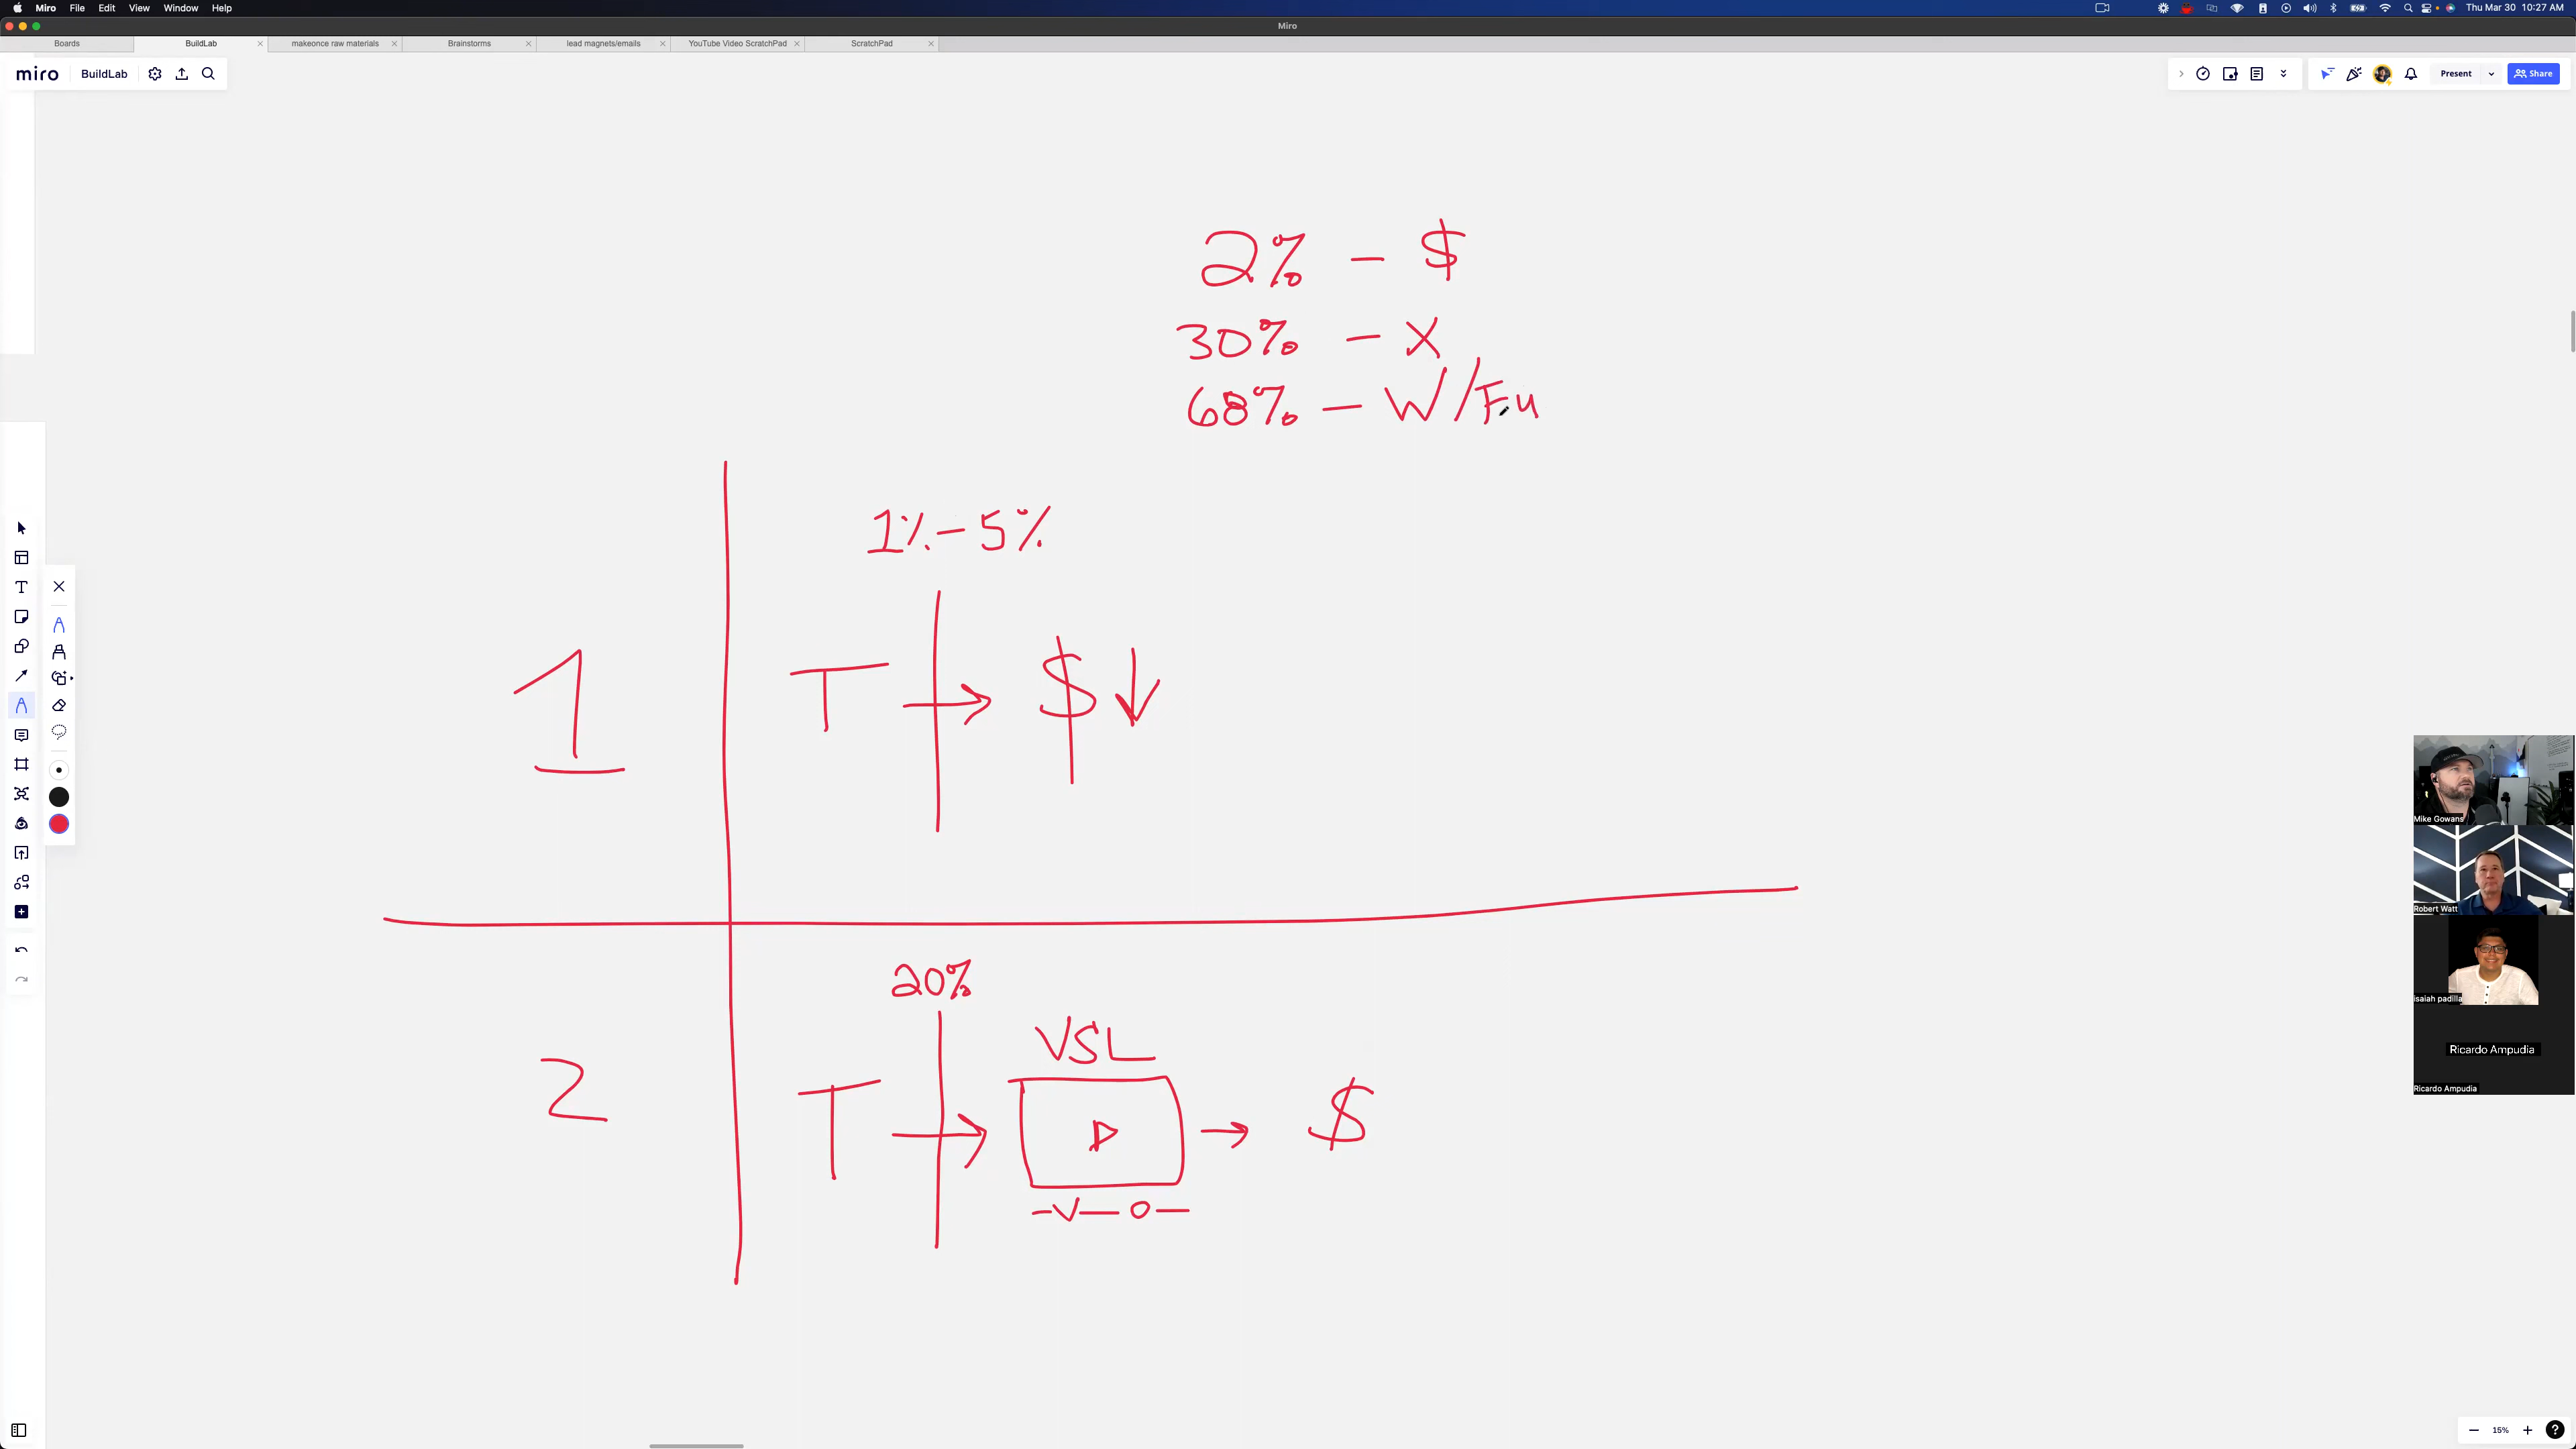 Miro File Edit View Window Help
Thu Mar 30 10:27 AM
Miro
Boards BuildLab makeonce raw materials Brainstorms lead magnets/emails YouTube Video ScratchPad ScratchPad
miro BuildLab
Present Share
2% - $
30% - X
68% - W/Fu
1% - 5%
1 T $
20%
VSL
2 T $
- V - O -
Mike Gowans
Robert Watt
isaiah padilla
Ricardo Ampudia
Ricardo Ampudia
15%